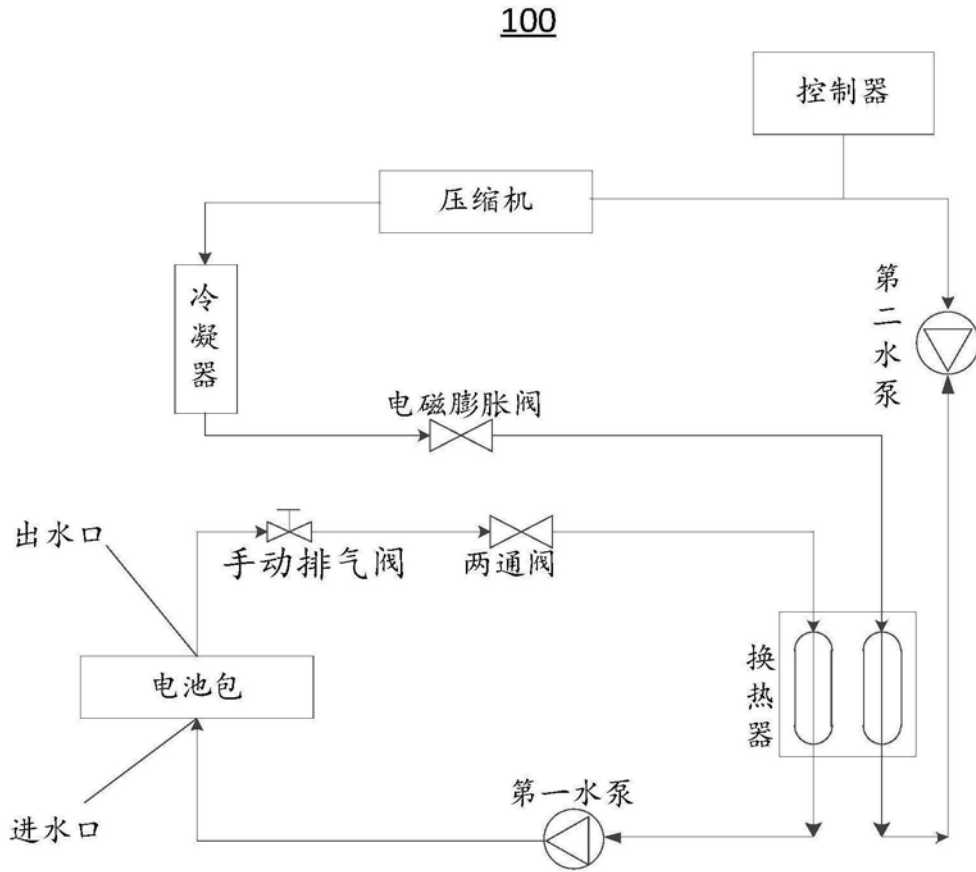 100
控制器
压缩机
冷凝器
第二水泵
电磁膨胀阀
出水口
手动排气阀
两通阀
电池包
换热器
第一水泵
进水口